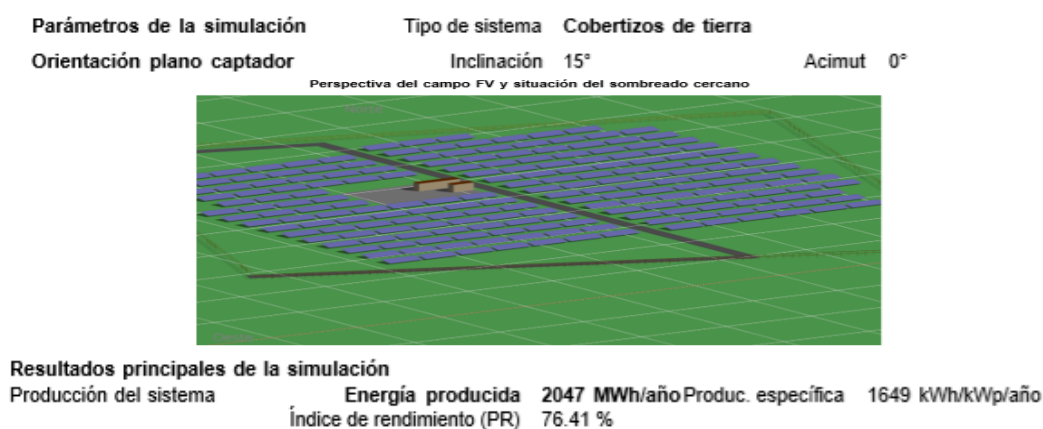 Parámetros de la simulación Tipo de sistema Cobertizos de tierra
Orientación plano captador Inclinación 15° Acimut 0°
Perspectiva del campo FV y situación del sombreado cercano
Resultados principales de la simulación
Producción del sistema Energía producida 2047 MWh/año Produc. específica 1649 kWh/kWp/año
Índice de rendimiento (PR) 76.41 %